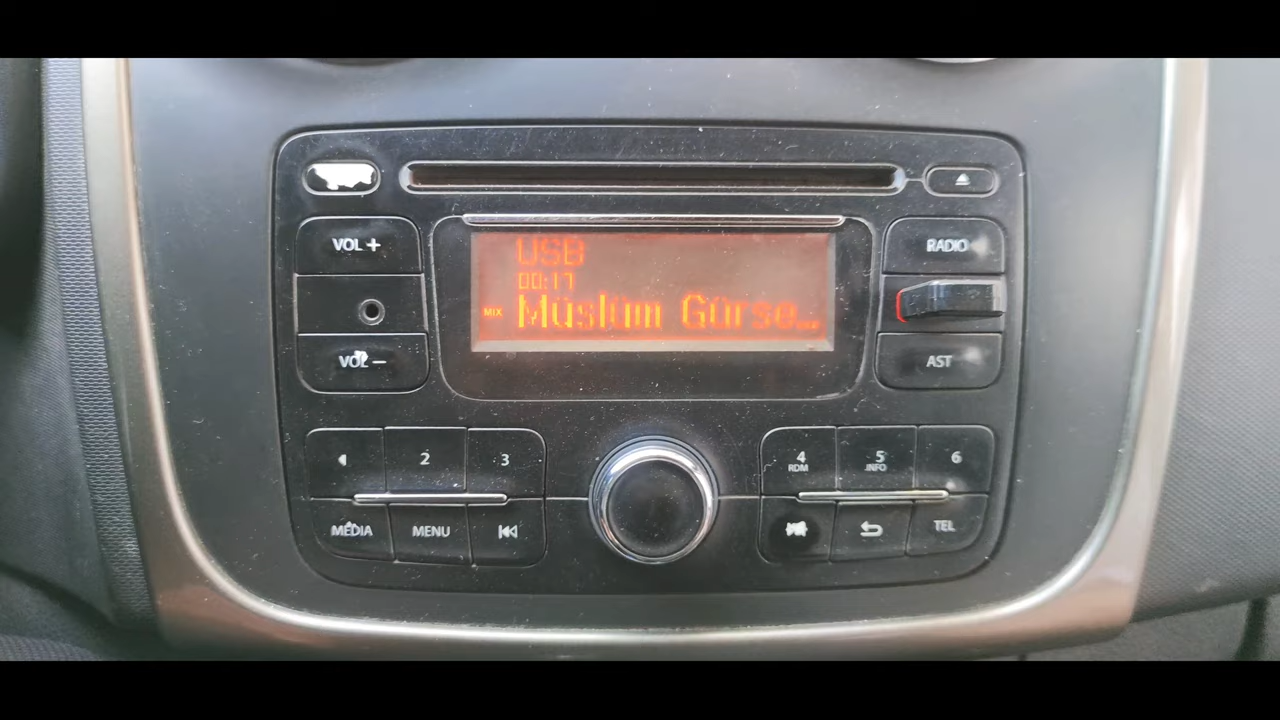 VOL +
USB
00:17
MIX Müslüm Gürse...
VOL −
RADIO
AST
2
3
4
RDM
5
INFO
6
MEDIA
MENU
TEL